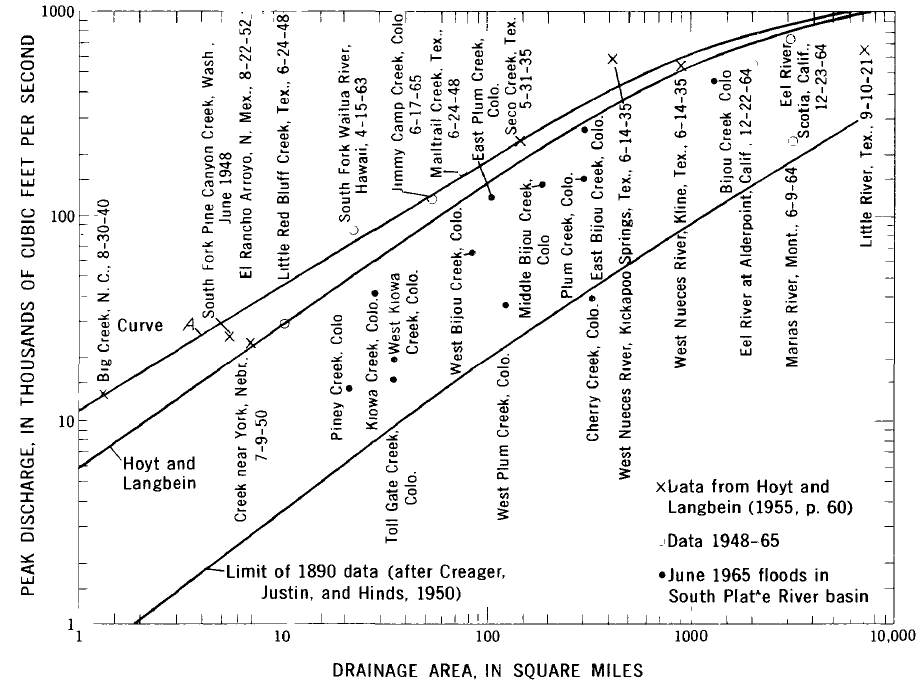 PEAK DISCHARGE, IN THOUSANDS OF CUBIC FEET PER SECOND
1000
100
10
1
1
10
100
1000
10,000
DRAINAGE AREA, IN SQUARE MILES
Big Creek, N. C., 8-30-40
Curve A
South Fork Pine Canyon Creek, Wash.,
June 1948
El Rancho Arroyo, N. Mex., 8-22-52
Little Red Bluff Creek, Tex., 6-24-48
South Fork Wailua River,
Hawaii, 4-15-63
Jimmy Camp Creek, Colo
6-17-65
Mailtrail Creek, Tex.,
6-24-48
East Plum Creek,
Colo.
Seco Creek, Tex.
5-31-35
Creek near York, Nebr.
7-9-50
Piney Creek, Colo
Kiowa Creek, Colo.
West Kiowa
Creek, Colo.
Toll Gate Creek,
Colo.
West Bijou Creek, Colo.
West Plum Creek, Colo.
Middle Bijou Creek,
Colo
Plum Creek, Colo.
East Bijou Creek, Colo.
Cherry Creek, Colo.
West Nueces River, Kickapoo Springs, Tex., 6-14-35
West Nueces River, Kline, Tex., 6-14-35
Bijou Creek Colo
Eel River at Alderpoint, Calif, 12-22-64
Eel River
Scotia, Calif.,
12-23-64
Marias River, Mont., 6-9-64
Little River, Tex., 9-10-21
Hoyt and
Langbein
Limit of 1890 data (after Creager,
Justin, and Hinds, 1950)
×Data from Hoyt and
Langbein (1955, p. 60)
Data 1948-65
•June 1965 floods in
South Platte River basin